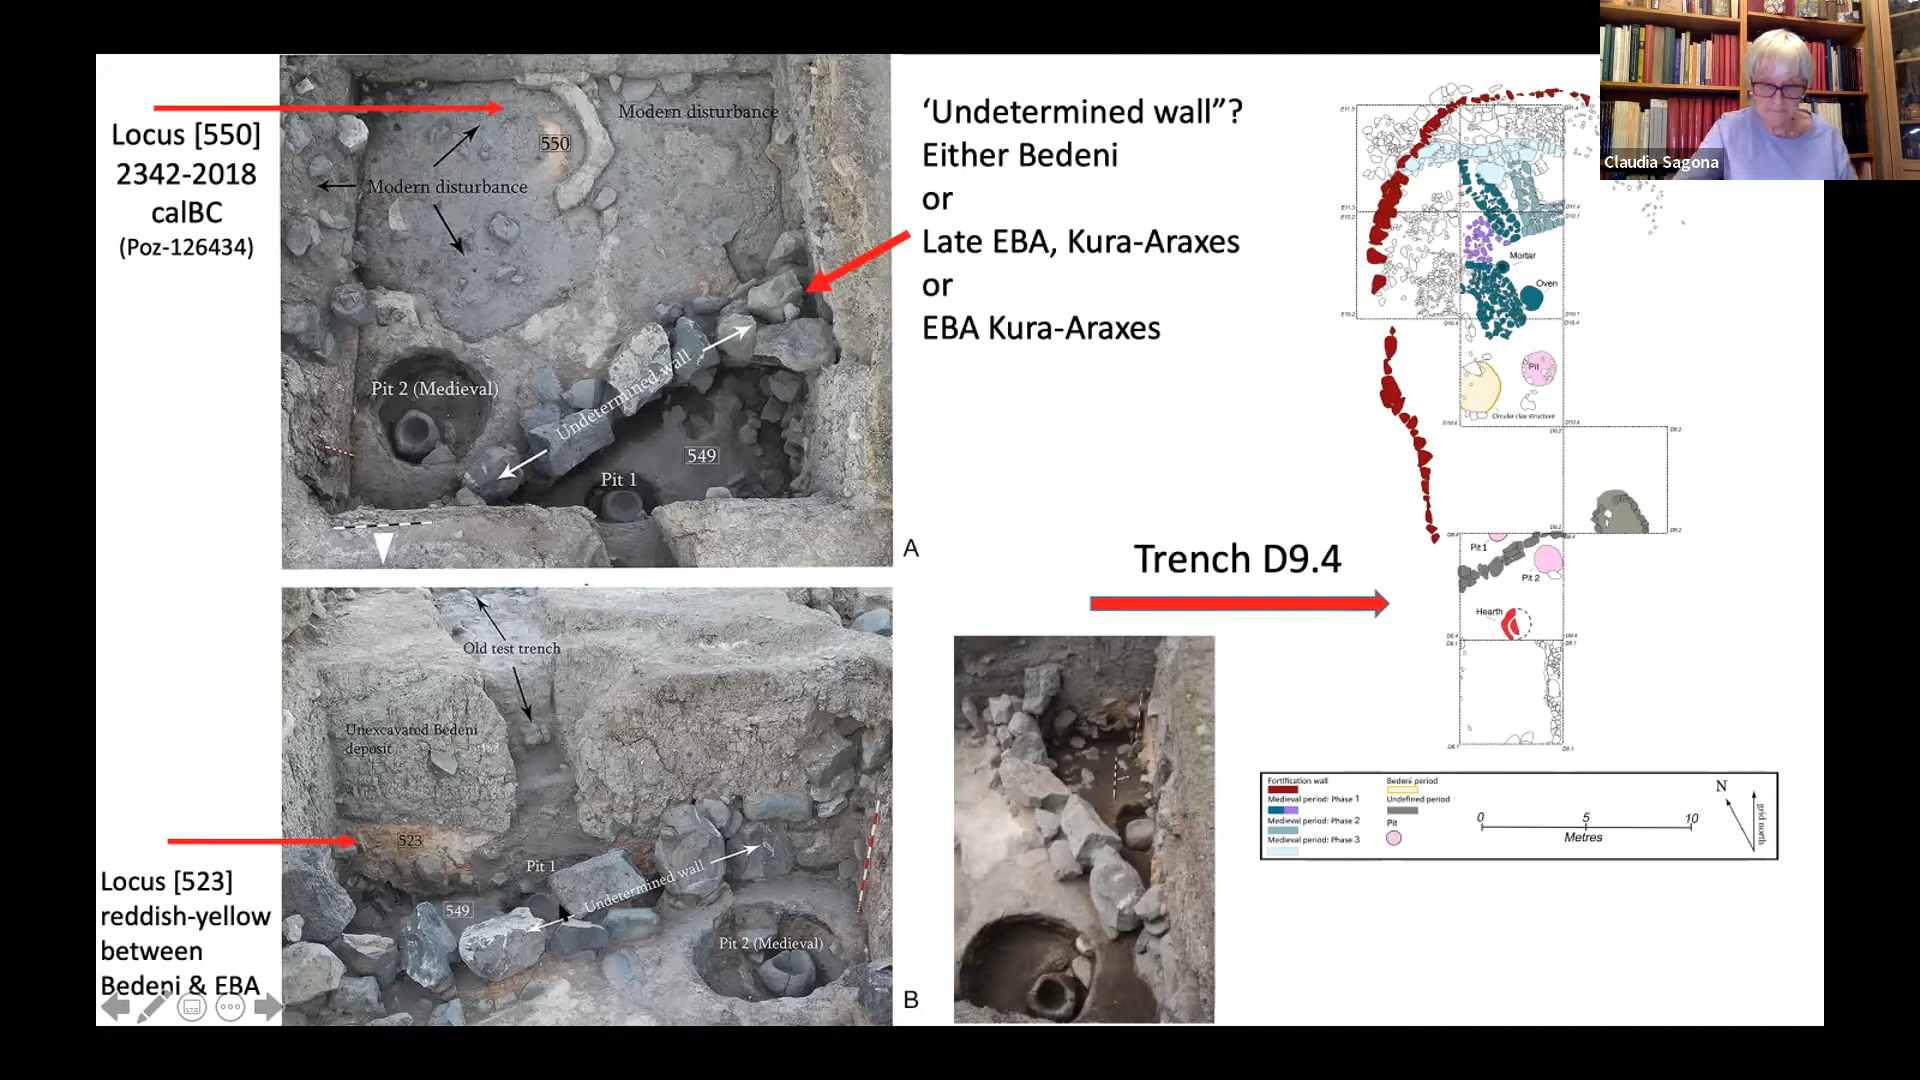 Locus [550]
2342-2018
calBC
(Poz-126434)
Modern disturbance
550
Modern disturbance
Pit 2 (Medieval)
Undetermined wall
549
Pit 1
A
‘Undetermined wall”?
Either Bedeni
or
Late EBA, Kura-Araxes
or
EBA Kura-Araxes
Claudia Sagona
Old test trench
Unexcavated Bedeni
deposit
523
Pit 1
Undetermined wall
549
Pit 2 (Medieval)
B
Locus [523]
reddish-yellow
between
Bedeni & EBA
Trench D9.4
Mortar
Oven
Pit
Circular clay structure
Pit 1
Pit 2
Hearth
Fortification wall
Medieval period: Phase 1
Medieval period: Phase 2
Medieval period: Phase 3
Bedeni period
Undefined period
Pit
0 5 10
Metres
N
grid north